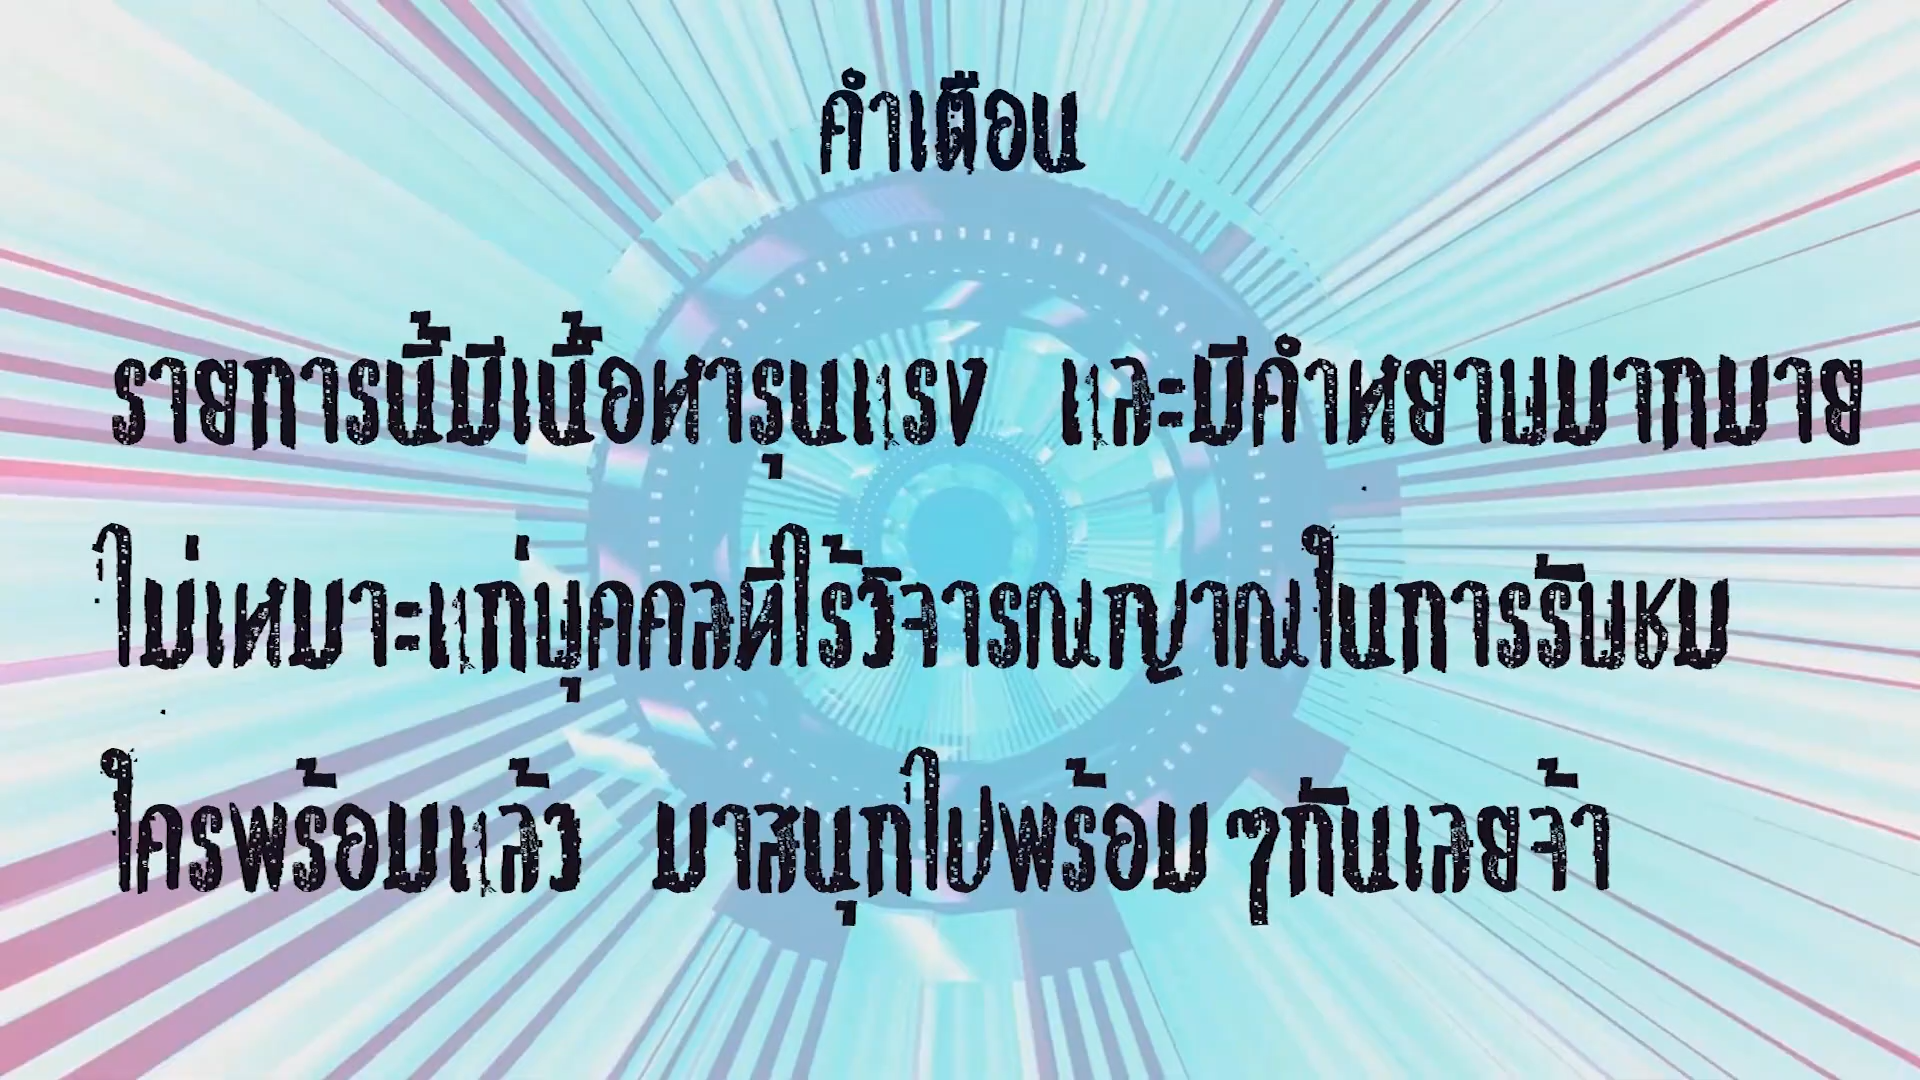 คำเตือน
รายการนี้มีเนื้อหารุนแรง และมีคำหยาบมากมาย
ไม่เหมาะแก่บุคคลที่ไร้วิจารณญาณในการรับชม
ใครพร้อมแล้ว มาสนุกไปพร้อมๆกันเลยจ้า